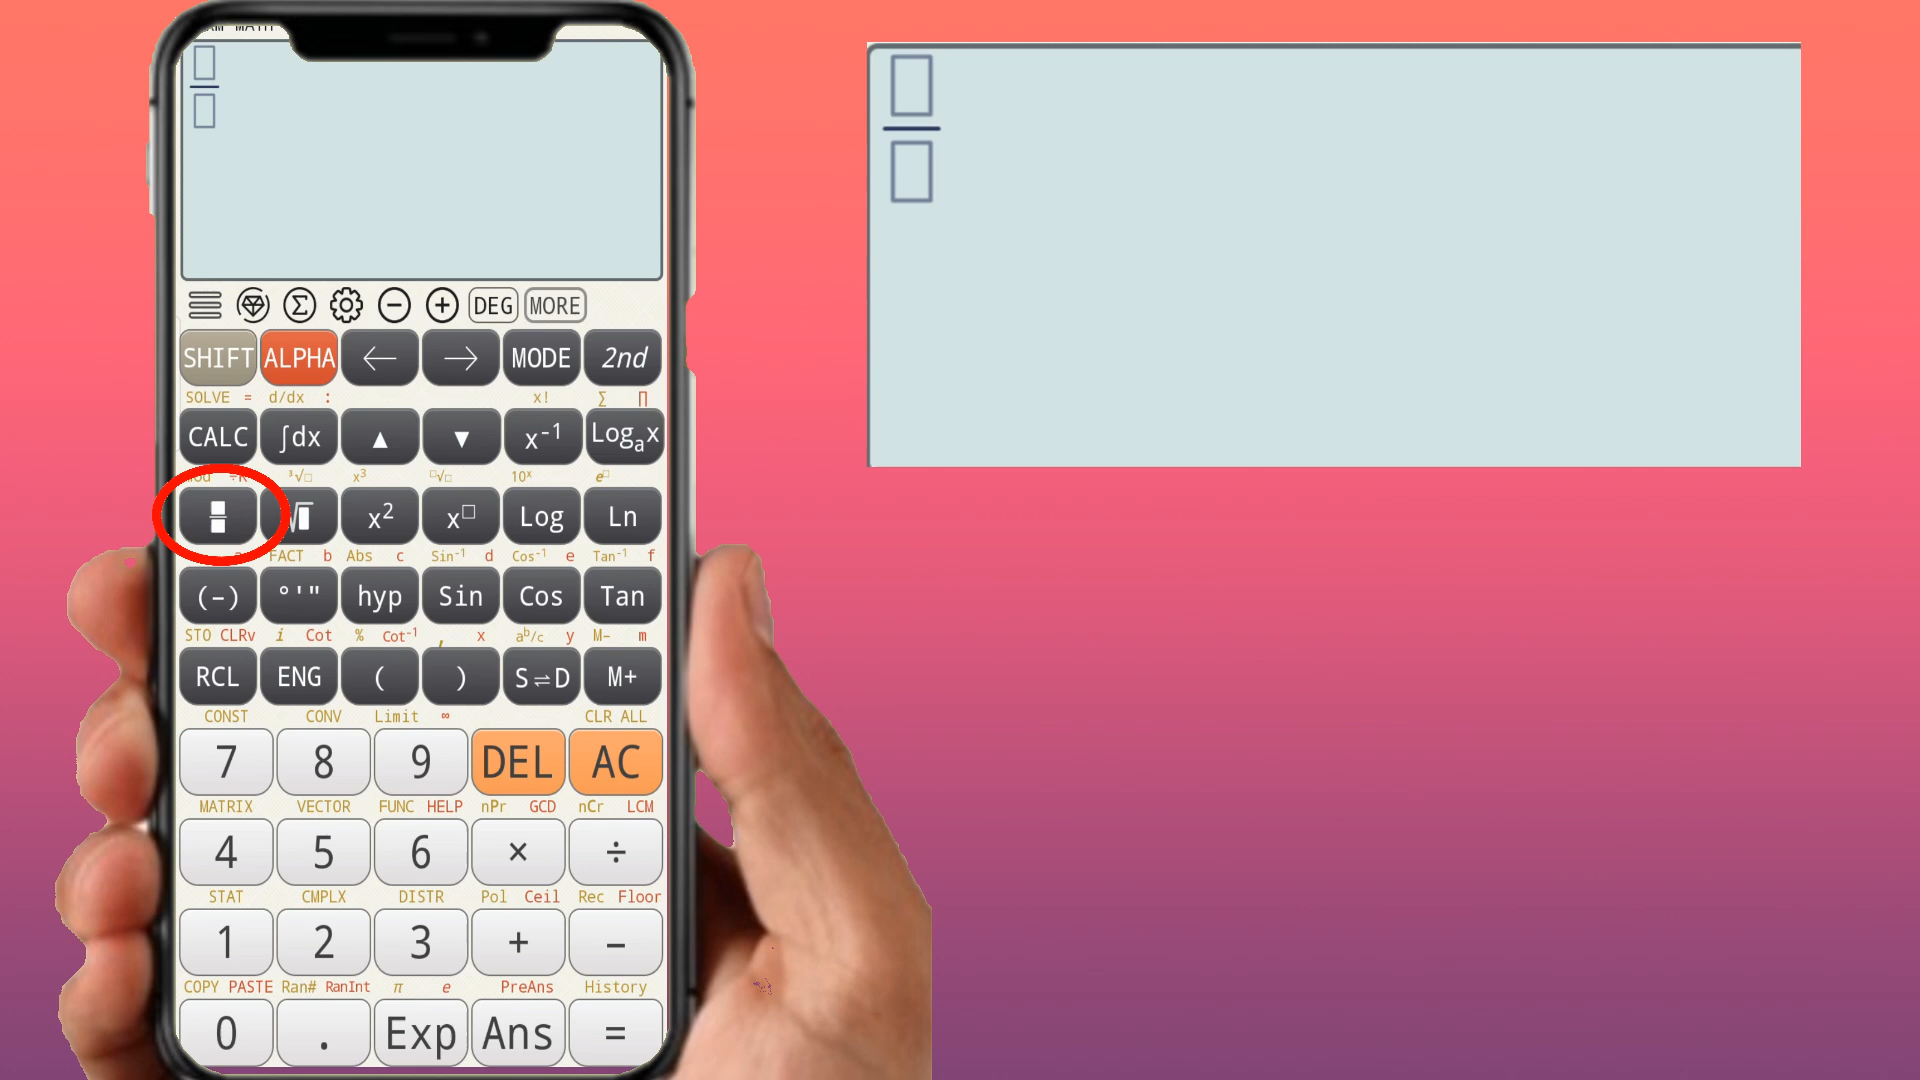 DEG MORE
SHIFT ALPHA ← → MODE 2nd
SOLVE = d/dx : x! ∑ ∏
CALC ∫dx ▲ ▼ x⁻¹ Logₐx
³√□ x³ □√□ 10ˣ e□
√ x² x□ Log Ln
FACT b Abs c Sin⁻¹ d Cos⁻¹ e Tan⁻¹ f
(−) °'" hyp Sin Cos Tan
STO CLRv i Cot % Cot⁻¹ , x aᵇ/c y M− m
RCL ENG ( ) S⇌D M+
CONST CONV Limit ∞ CLR ALL
7 8 9 DEL AC
MATRIX VECTOR FUNC HELP nPr GCD nCr LCM
4 5 6 × ÷
STAT CMPLX DISTR Pol Ceil Rec Floor
1 2 3 + −
COPY PASTE Ran# RanInt π e PreAns History
0 . Exp Ans =